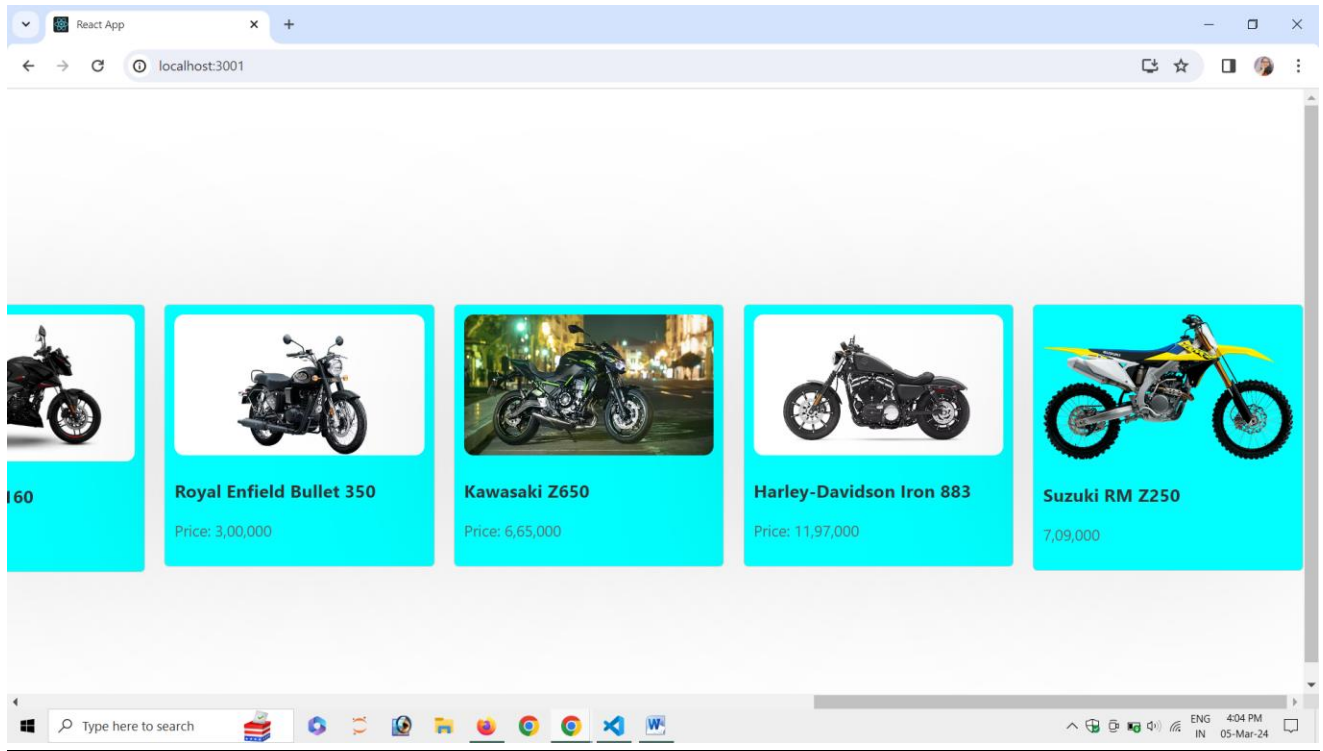 React App
localhost:3001
160
Royal Enfield Bullet 350
Price: 3,00,000
Kawasaki Z650
Price: 6,65,000
Harley-Davidson Iron 883
Price: 11,97,000
SUZUKI
Suzuki RM Z250
7,09,000
Type here to search
W
ENG
IN
4:04 PM
05-Mar-24